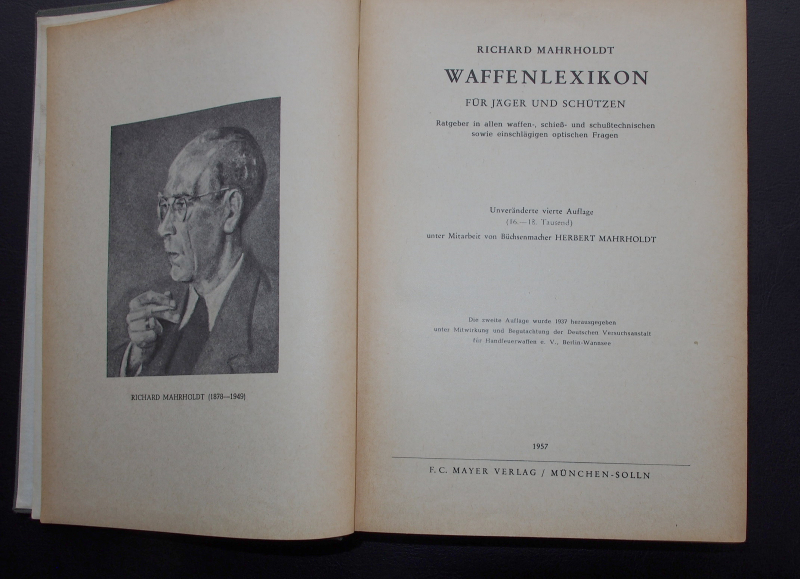 RICHARD MAHRHOLDT (1878—1949)
RICHARD MAHRHOLDT
WAFFENLEXIKON
FÜR JÄGER UND SCHÜTZEN
Ratgeber in allen waffen-, schieß- und schußtechnischen
sowie einschlägigen optischen Fragen
Unveränderte vierte Auflage
(16.—18. Tausend)
unter Mitarbeit von Büchsenmacher HERBERT MAHRHOLDT
Die zweite Auflage wurde 1937 herausgegeben
unter Mitwirkung und Begutachtung der Deutschen Versuchsanstalt
für Handfeuerwaffen e. V., Berlin-Wannsee
1957
F. C. MAYER VERLAG / MÜNCHEN-SOLLN